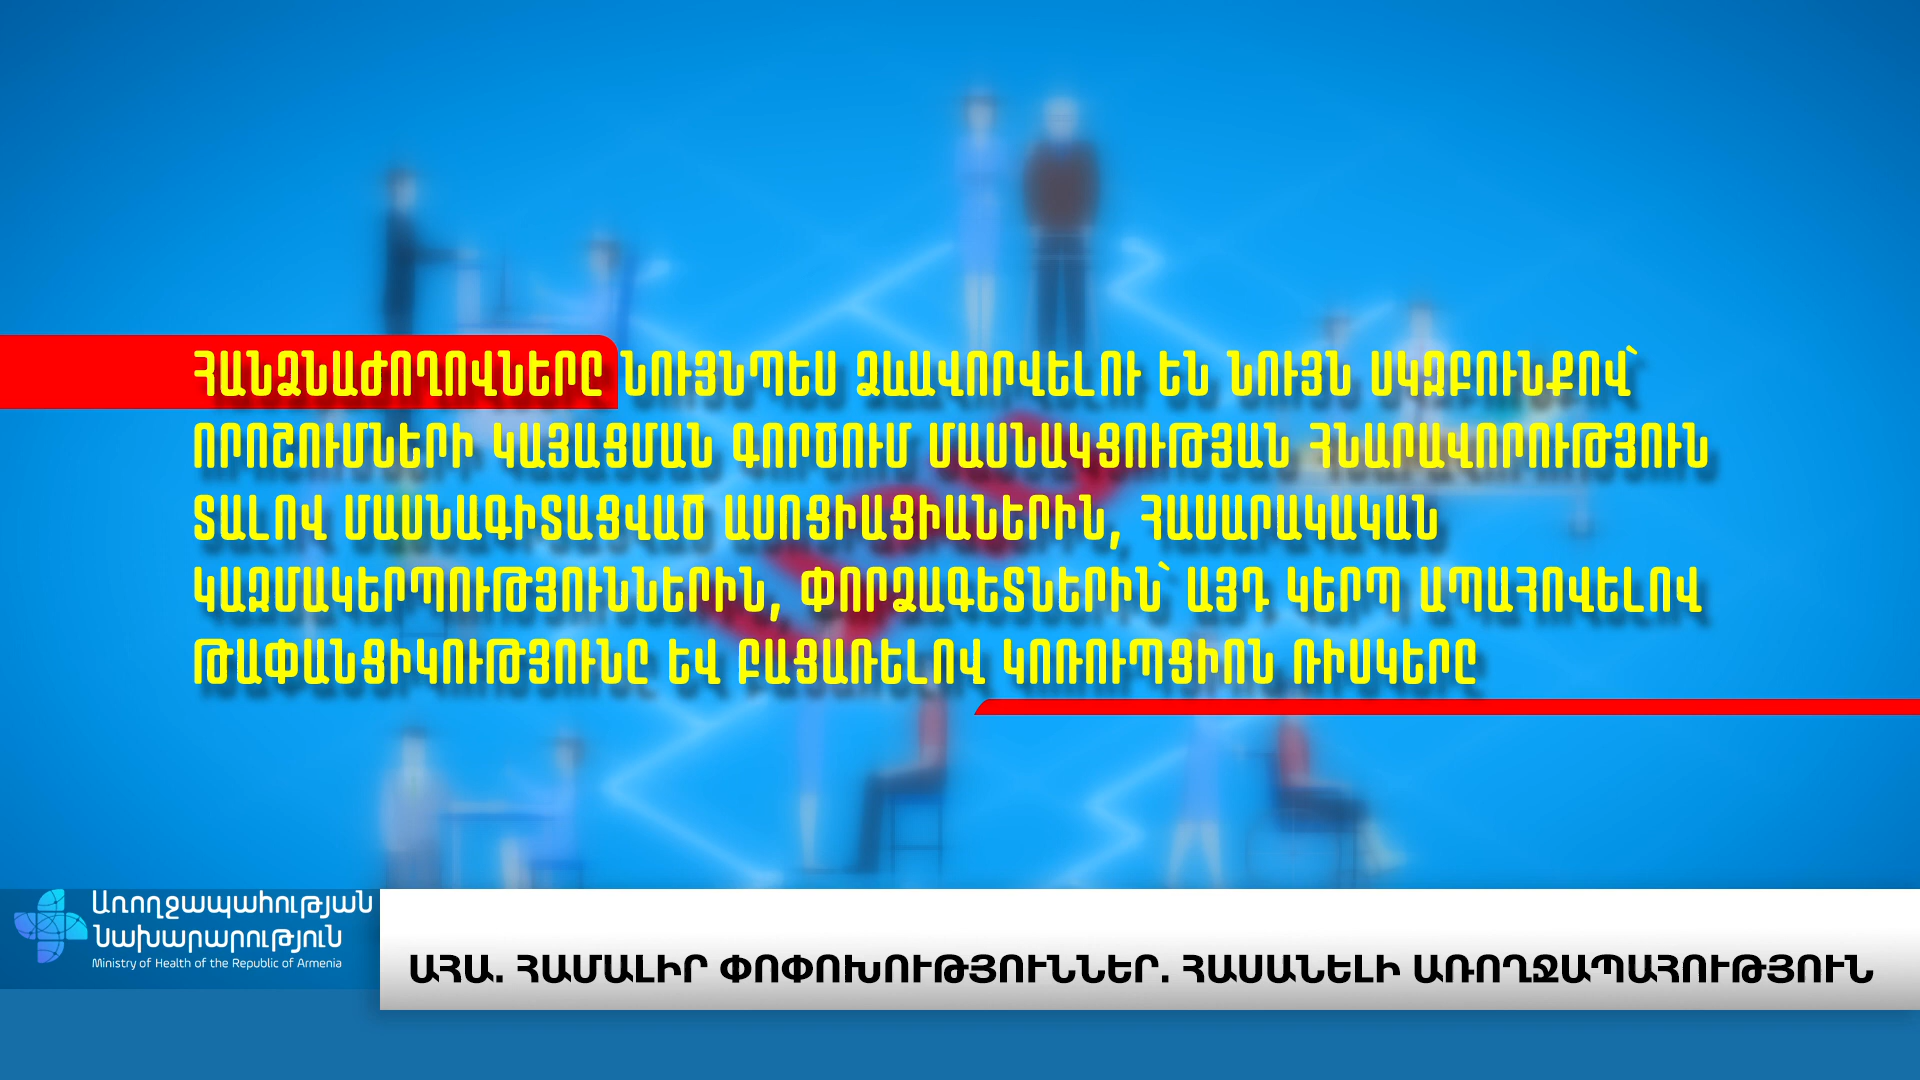 ՀԱՆՁՆԱԺՈՂՈՎՆԵՐԸ ՆՈՒՅՆՊԵՍ ՁԵՎԱՎՈՐՎԵԼՈՒ ԵՆ ՆՈՒՅՆ ՍԿԶԲՈՒՆՔՈՎ՝
ՈՐՈՇՈՒՄՆԵՐԻ ԿԱՅԱՑՄԱՆ ԳՈՐԾՈՒՄ ՄԱՍՆԱԿՑՈՒԹՅԱՆ ՀՆԱՐԱՎՈՐՈՒԹՅՈՒՆ
ՏԱԼՈՎ ՄԱՍՆԱԳԻՏԱՑՎԱԾ ԱՍՈՑԻԱՑԻԱՆԵՐԻՆ, ՀԱՍԱՐԱԿԱԿԱՆ
ԿԱԶՄԱԿԵՐՊՈՒԹՅՈՒՆՆԵՐԻՆ, ՓՈՐՁԱԳԵՏՆԵՐԻՆ՝ ԱՅԴ ԿԵՐՊ ԱՊԱՀՈՎԵԼՈՎ
ԹԱՓԱՆՑԻԿՈՒԹՅՈՒՆԸ ԵՎ ԲԱՑԱՌԵԼՈՎ ԿՈՌՈՒՊՑԻՈՆ ՌԻՍԿԵՐԸ
Առողջապահության
Նախարարություն
Ministry of Health of the Republic of Armenia
ԱՀԱ. ՀԱՄԱԼԻՐ ՓՈՓՈԽՈՒԹՅՈՒՆՆԵՐ. ՀԱՍԱՆԵԼԻ ԱՌՈՂՋԱՊԱՀՈՒԹՅՈՒՆ